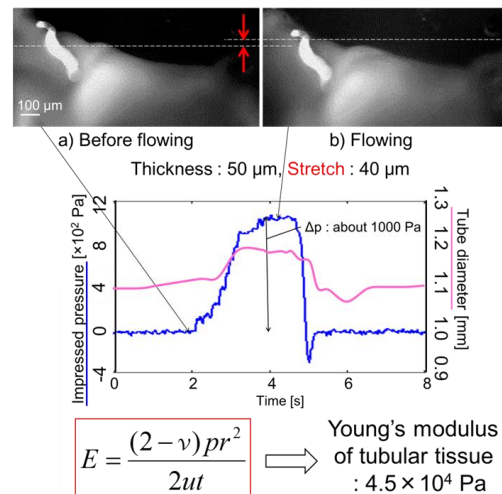 100 μm
a) Before flowing
b) Flowing
Thickness : 50 μm, Stretch : 40 μm
Impressed pressure [×10² Pa]
12
8
4
0
-4
Δp : about 1000 Pa
1.3
1.2
1.1
1.0
0.9
Tube diameter [mm]
0
2
4
6
8
Time [s]
E = (2 − ν) pr² / 2ut
Young's modulus
of tubular tissue
: 4.5 × 10⁴ Pa